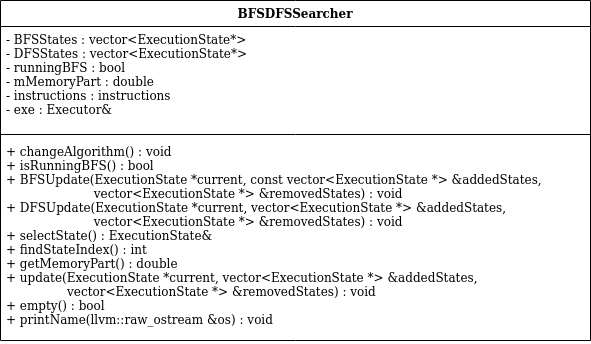 BFSDFSSearcher
- BFSStates : vector<ExecutionState*>
- DFSStates : vector<ExecutionState*>
- runningBFS : bool
- mMemoryPart : double
- instructions : instructions
- exe : Executor&
+ changeAlgorithm() : void
+ isRunningBFS() : bool
+ BFSUpdate(ExecutionState *current, const vector<ExecutionState *> &addedStates,
vector<ExecutionState *> &removedStates) : void
+ DFSUpdate(ExecutionState *current, vector<ExecutionState *> &addedStates,
vector<ExecutionState *> &removedStates) : void
+ selectState() : ExecutionState&
+ findStateIndex() : int
+ getMemoryPart() : double
+ update(ExecutionState *current, vector<ExecutionState *> &addedStates,
vector<ExecutionState *> &removedStates) : void
+ empty() : bool
+ printName(llvm::raw_ostream &os) : void